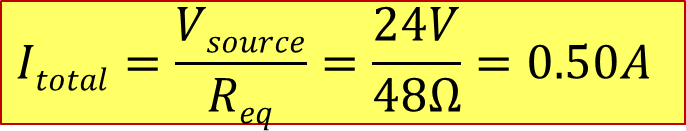 I_total = V_source / R_eq = 24V / 48Ω = 0.50A